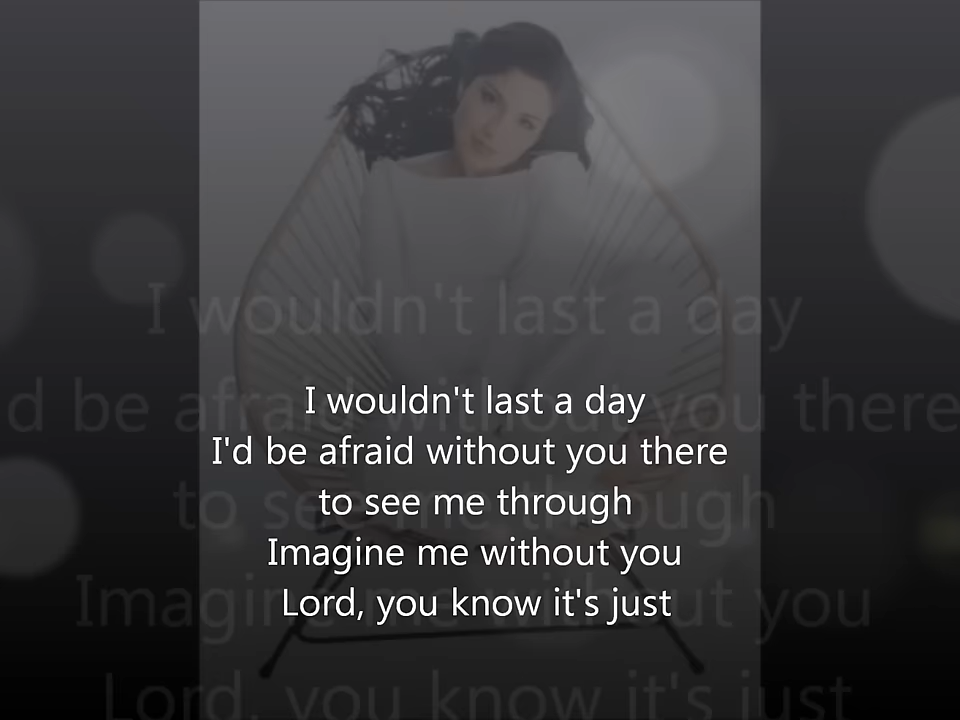 I wouldn't last a day
I'd be afraid without you there
to see me through
Imagine me without you
Lord, you know it's just